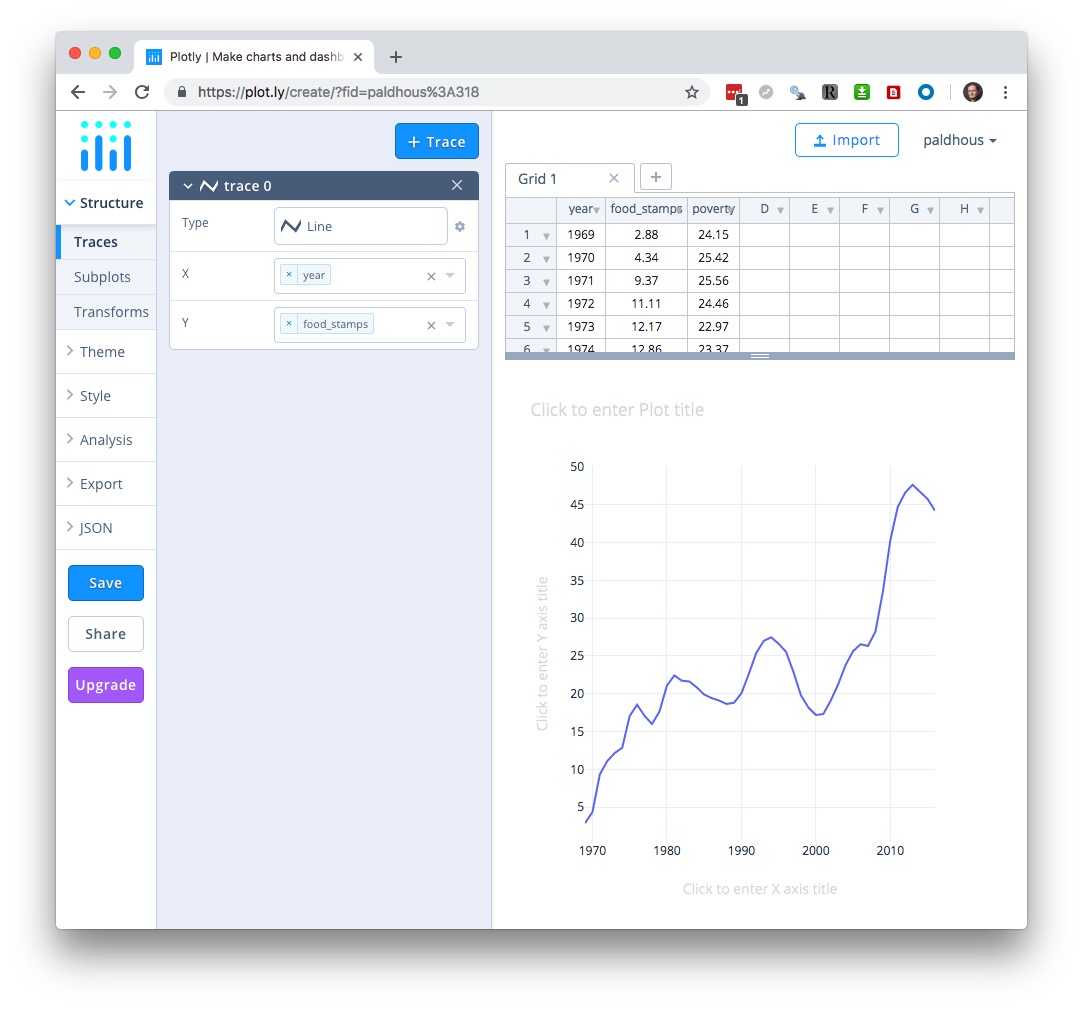 Plotly | Make charts and dashb
https://plot.ly/create/?fid=paldhous%3A318
1
+ Trace
Import
paldhous
Structure
Traces
Subplots
Transforms
Theme
Style
Analysis
Export
JSON
Save
Share
Upgrade
trace 0
Type
Line
X
year
Y
food_stamps
Grid 1
year food_stamps poverty D E F G H
1 1969 2.88 24.15
2 1970 4.34 25.42
3 1971 9.37 25.56
4 1972 11.11 24.46
5 1973 12.17 22.97
6 1974 12.86 23.37
Click to enter Plot title
50
45
40
35
30
25
20
15
10
5
Click to enter Y axis title
1970 1980 1990 2000 2010
Click to enter X axis title